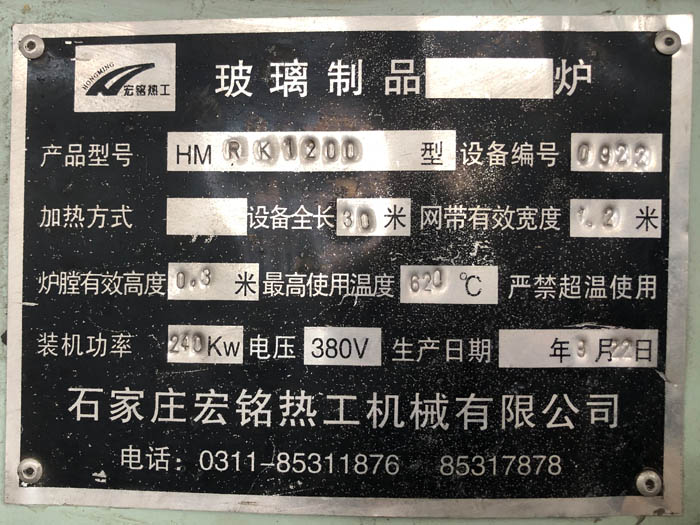 HONGMING
宏铭热工
玻璃制品 炉
产品型号 HM RK1200 型 设备编号 0922
加热方式 设备全长 30 米 网带有效宽度 1.2 米
炉膛有效高度 0.3 米 最高使用温度 620 ℃ 严禁超温使用
装机功率 240 Kw 电压 380V 生产日期 年 9 月 22 日
石家庄宏铭热工机械有限公司
电话：0311-85311876 85317878